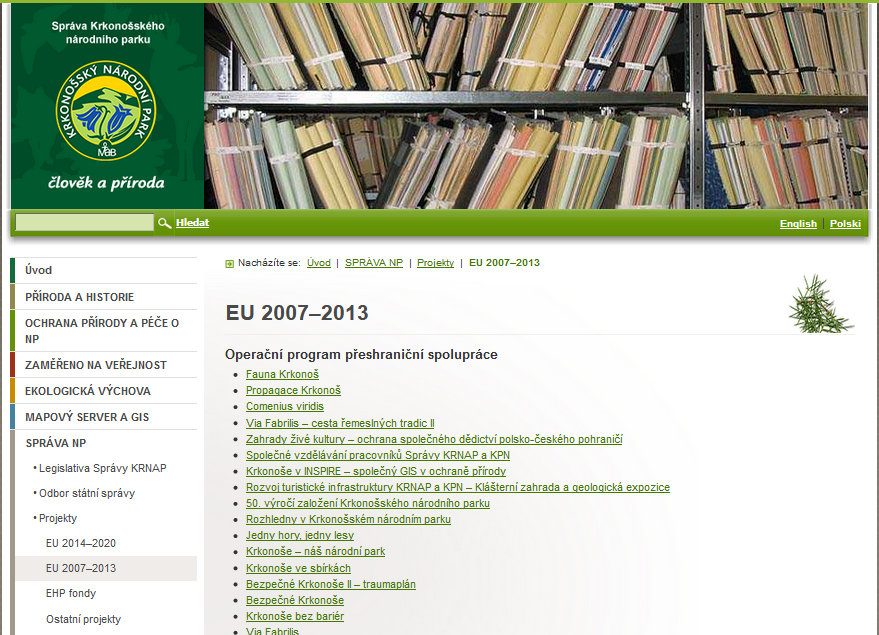 Správa Krkonošského
národního parku
KRKONOŠSKÝ NÁRODNÍ PARK
MaB
člověk a příroda
Hledat
English | Polski
Úvod
PŘÍRODA A HISTORIE
OCHRANA PŘÍRODY A PÉČE O
NP
ZAMĚŘENO NA VEŘEJNOST
EKOLOGICKÁ VÝCHOVA
MAPOVÝ SERVER A GIS
SPRÁVA NP
• Legislativa Správy KRNAP
• Odbor státní správy
• Projekty
EU 2014–2020
EU 2007–2013
EHP fondy
Ostatní projekty
Nacházíte se: Úvod | SPRÁVA NP | Projekty | EU 2007–2013
EU 2007–2013
Operační program přeshraniční spolupráce
Fauna Krkonoš
Propagace Krkonoš
Comenius viridis
Via Fabrilis – cesta řemeslných tradic II
Zahrady živé kultury – ochrana společného dědictví polsko-českého pohraničí
Společné vzdělávání pracovníků Správy KRNAP a KPN
Krkonoše v INSPIRE – společný GIS v ochraně přírody
Rozvoj turistické infrastruktury KRNAP a KPN – Klášterní zahrada a geologická expozice
50. výročí založení Krkonošského národního parku
Rozhledny v Krkonošském národním parku
Jedny hory, jedny lesy
Krkonoše – náš národní park
Krkonoše ve sbírkách
Bezpečné Krkonoše II – traumaplán
Bezpečné Krkonoše
Krkonoše bez bariér
Via Fabrilis